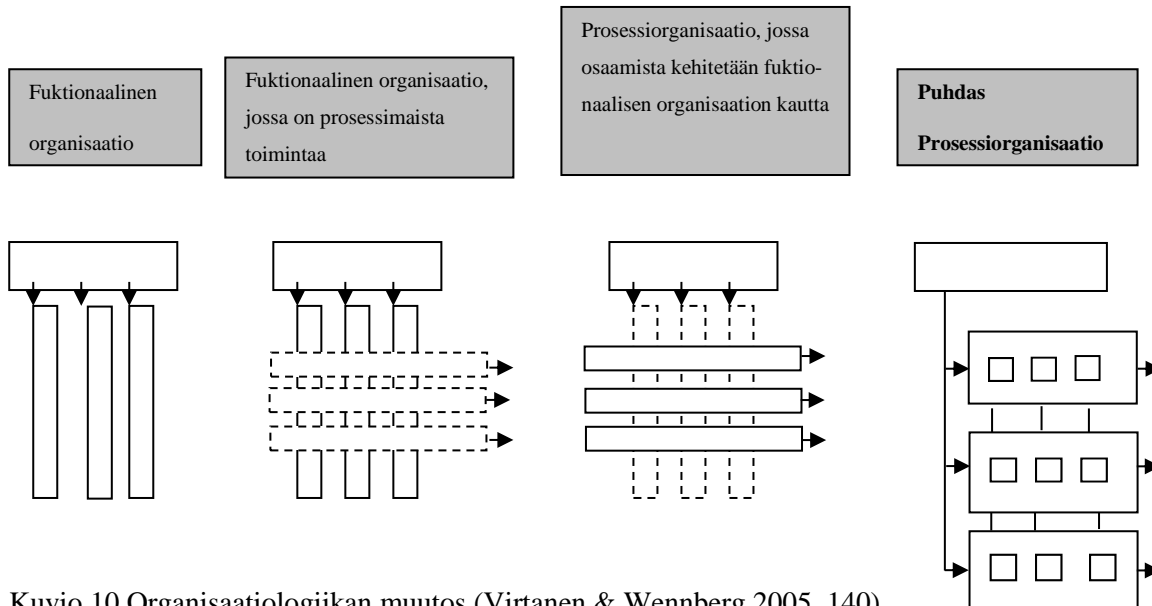 Fuktionaalinen
organisaatio
Fuktionaalinen organisaatio,
jossa on prosessimaista
toimintaa
Prosessiorganisaatio, jossa
osaamista kehitetään fuktio-
naalisen organisaation kautta
Puhdas
Prosessiorganisaatio
Kuvio 10 Organisaatiologiikan muutos (Virtanen & Wennberg 2005, 140)